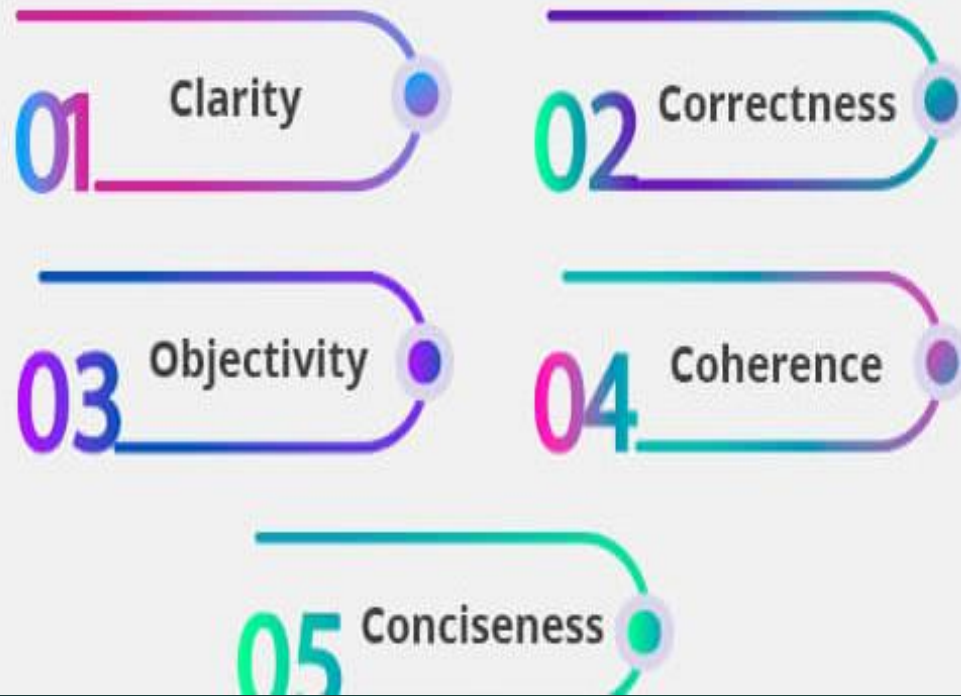 01 Clarity
02 Correctness
03 Objectivity
04 Coherence
05 Conciseness